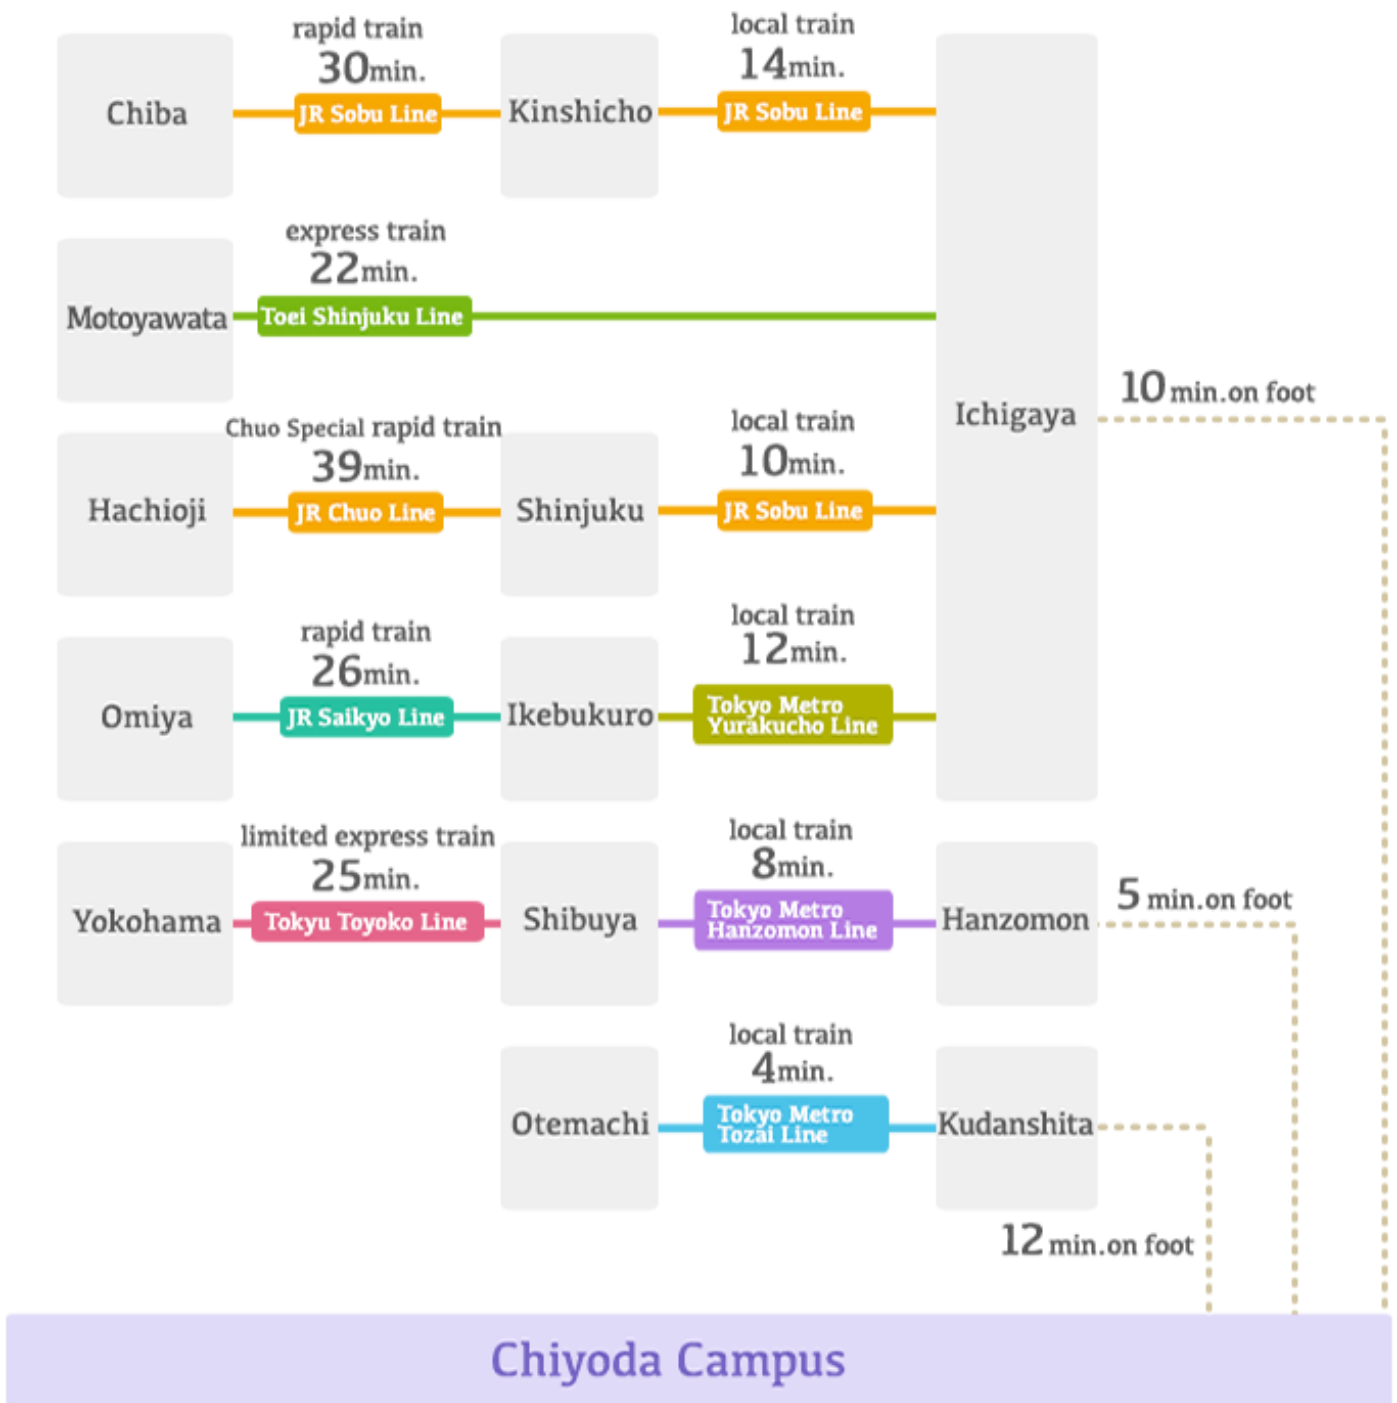 rapid train
30min.
local train
14min.
Chiba
JR Sobu Line
Kinshicho
JR Sobu Line
express train
22min.
Motoyawata
Toei Shinjuku Line
Ichigaya
10 min.on foot
Chuo Special rapid train
39min.
local train
10min.
Hachioji
JR Chuo Line
Shinjuku
JR Sobu Line
rapid train
26min.
local train
12min.
Omiya
JR Saikyo Line
Ikebukuro
Tokyo Metro
Yurakucho Line
limited express train
25min.
local train
8min.
Yokohama
Tokyu Toyoko Line
Shibuya
Tokyo Metro
Hanzomon Line
Hanzomon
5 min.on foot
local train
4min.
Otemachi
Tokyo Metro
Tozai Line
Kudanshita
12 min.on foot
Chiyoda Campus